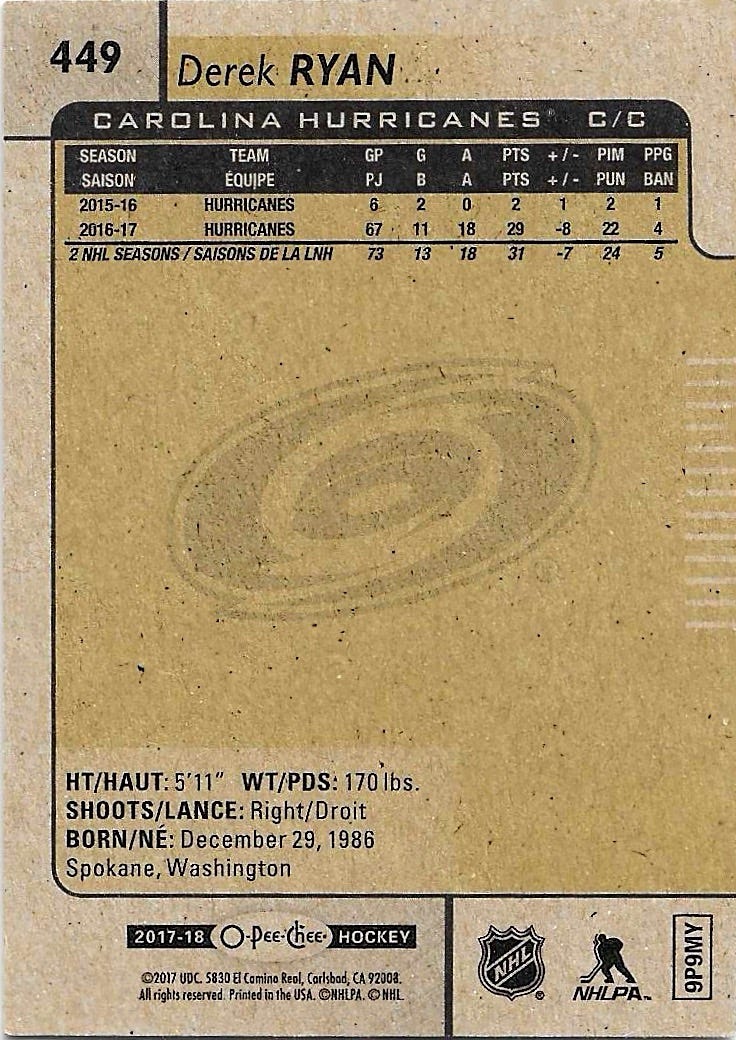 449
Derek RYAN
CAROLINA HURRICANES® C/C
SEASON TEAM GP G A PTS +/- PIM PPG
SAISON ÉQUIPE PJ B A PTS +/- PUN BAN
2015-16 HURRICANES 6 2 0 2 1 2 1
2016-17 HURRICANES 67 11 18 29 -8 22 4
2 NHL SEASONS / SAISONS DE LA LNH 73 13 18 31 -7 24 5
HT/HAUT: 5'11" WT/PDS: 170 lbs.
SHOOTS/LANCE: Right/Droit
BORN/NÉ: December 29, 1986
Spokane, Washington
2017-18 O-Pee-Chee HOCKEY
©2017 UDC. 5830 El Camino Real, Carlsbad, CA 92008.
All rights reserved. Printed in the USA. ©NHLPA. © NHL.
NHL ®
NHLPA™
9P9MY